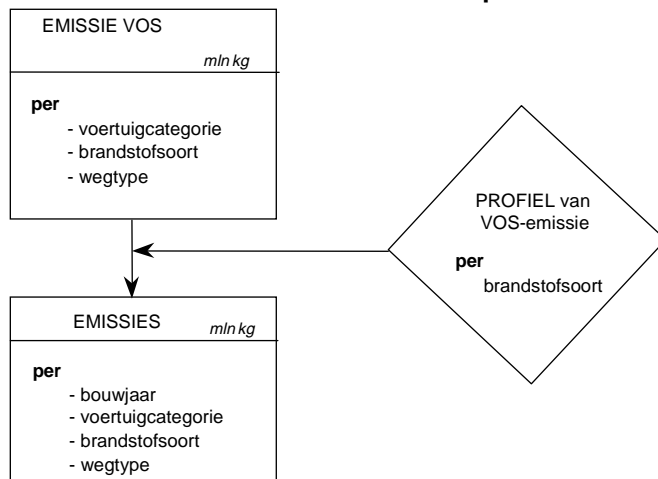 EMISSIE VOS
mln kg
per
- voertuigcategorie
- brandstofsoort
- wegtype
PROFIEL van
VOS-emissie
per
brandstofsoort
EMISSIES
mln kg
per
- bouwjaar
- voertuigcategorie
- brandstofsoort
- wegtype